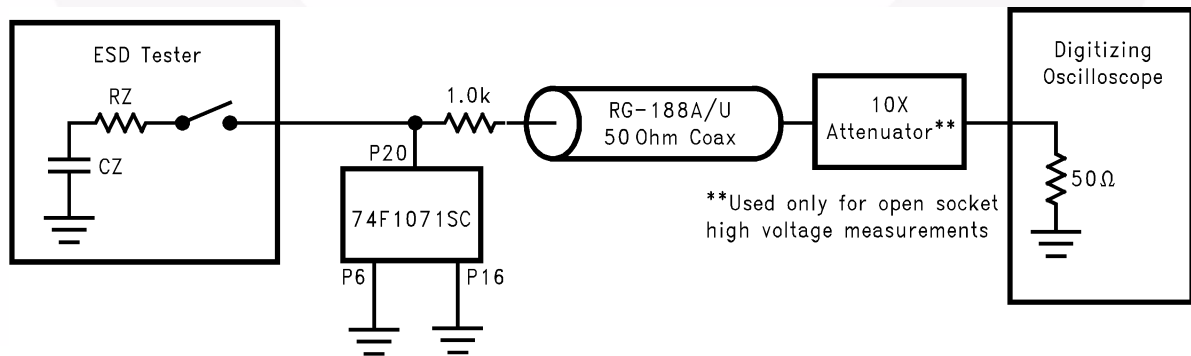 ESD Tester
RZ
CZ
P20
74F1071SC
P6
P16
1.0k
RG-188A/U
50 Ohm Coax
10X
Attenuator**
**Used only for open socket
high voltage measurements
Digitizing
Oscilloscope
50Ω